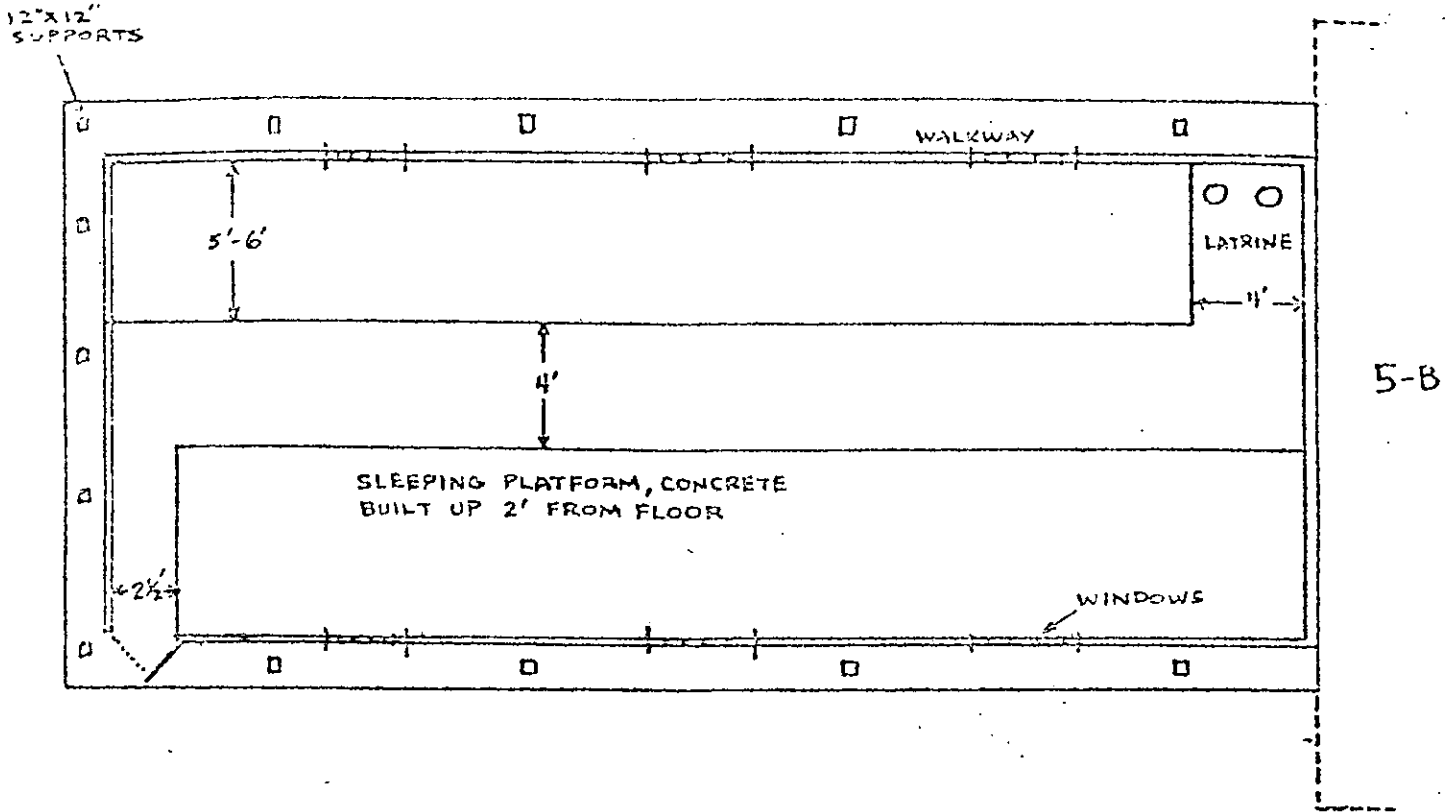 12"X12"
SUPPORTS
WALKWAY
5'-6'
LATRINE
4'
4'
5-B
SLEEPING PLATFORM, CONCRETE
BUILT UP 2' FROM FLOOR
2½'
WINDOWS